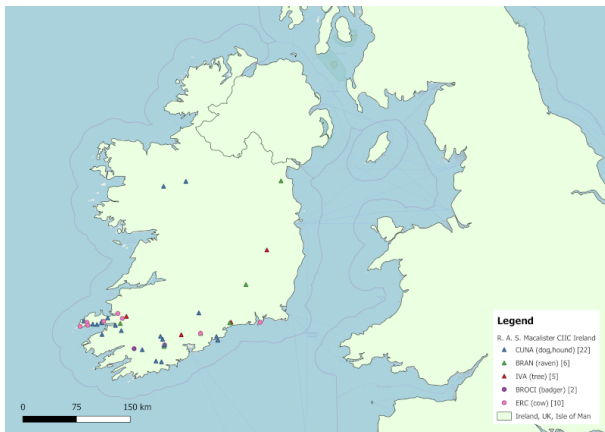 Legend
R. A. S. Macalister CIIC Ireland
CUNA (dog,hound) [22]
BRAN (raven) [6]
IVA (tree) [5]
BROCI (badger) [2]
ERC (cow) [10]
Ireland, UK, Isle of Man
0 75 150 km